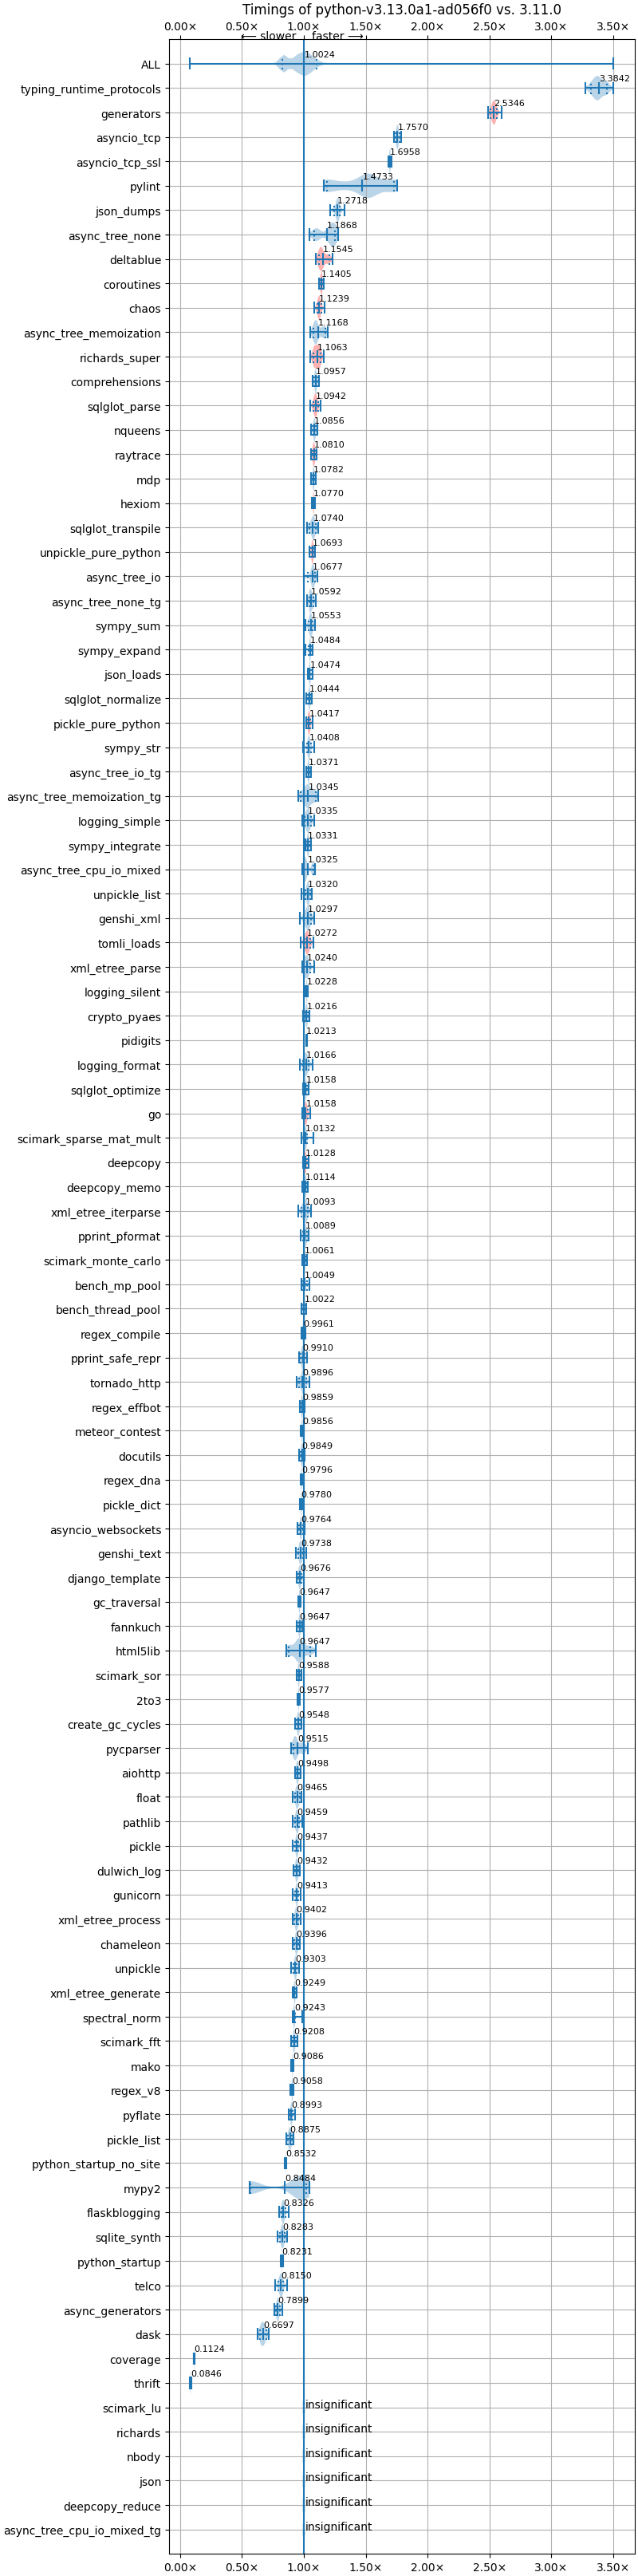 Timings of python-v3.13.0a1-ad056f0 vs. 3.11.0
0.00× 0.50× 1.00× 1.50× 2.00× 2.50× 3.00× 3.50×
← slower faster →
ALL 1.0024
typing_runtime_protocols 3.3842
generators 2.5346
asyncio_tcp 1.7570
asyncio_tcp_ssl 1.6958
pylint 1.4733
json_dumps 1.2718
async_tree_none 1.1868
deltablue 1.1545
coroutines 1.1405
chaos 1.1239
async_tree_memoization 1.1168
richards_super 1.1063
comprehensions 1.0957
sqlglot_parse 1.0942
nqueens 1.0856
raytrace 1.0810
mdp 1.0782
hexiom 1.0770
sqlglot_transpile 1.0740
unpickle_pure_python 1.0693
async_tree_io 1.0677
async_tree_none_tg 1.0592
sympy_sum 1.0553
sympy_expand 1.0484
json_loads 1.0474
sqlglot_normalize 1.0444
pickle_pure_python 1.0417
sympy_str 1.0408
async_tree_io_tg 1.0371
async_tree_memoization_tg 1.0345
logging_simple 1.0335
sympy_integrate 1.0331
async_tree_cpu_io_mixed 1.0325
unpickle_list 1.0320
genshi_xml 1.0297
tomli_loads 1.0272
xml_etree_parse 1.0240
logging_silent 1.0228
crypto_pyaes 1.0216
pidigits 1.0213
logging_format 1.0166
sqlglot_optimize 1.0158
go 1.0158
scimark_sparse_mat_mult 1.0132
deepcopy 1.0128
deepcopy_memo 1.0114
xml_etree_iterparse 1.0093
pprint_pformat 1.0089
scimark_monte_carlo 1.0061
bench_mp_pool 1.0049
bench_thread_pool 1.0022
regex_compile 0.9961
pprint_safe_repr 0.9910
tornado_http 0.9896
regex_effbot 0.9859
meteor_contest 0.9856
docutils 0.9849
regex_dna 0.9796
pickle_dict 0.9780
asyncio_websockets 0.9764
genshi_text 0.9738
django_template 0.9676
gc_traversal 0.9647
fannkuch 0.9647
html5lib 0.9647
scimark_sor 0.9588
2to3 0.9577
create_gc_cycles 0.9548
pycparser 0.9515
aiohttp 0.9498
float 0.9465
pathlib 0.9459
pickle 0.9437
dulwich_log 0.9432
gunicorn 0.9413
xml_etree_process 0.9402
chameleon 0.9396
unpickle 0.9303
xml_etree_generate 0.9249
spectral_norm 0.9243
scimark_fft 0.9208
mako 0.9086
regex_v8 0.9058
pyflate 0.8993
pickle_list 0.8875
python_startup_no_site 0.8532
mypy2 0.8484
flaskblogging 0.8326
sqlite_synth 0.8283
python_startup 0.8231
telco 0.8150
async_generators 0.7899
dask 0.6697
coverage 0.1124
thrift 0.0846
scimark_lu insignificant
richards insignificant
nbody insignificant
json insignificant
deepcopy_reduce insignificant
async_tree_cpu_io_mixed_tg insignificant
0.00× 0.50× 1.00× 1.50× 2.00× 2.50× 3.00× 3.50×